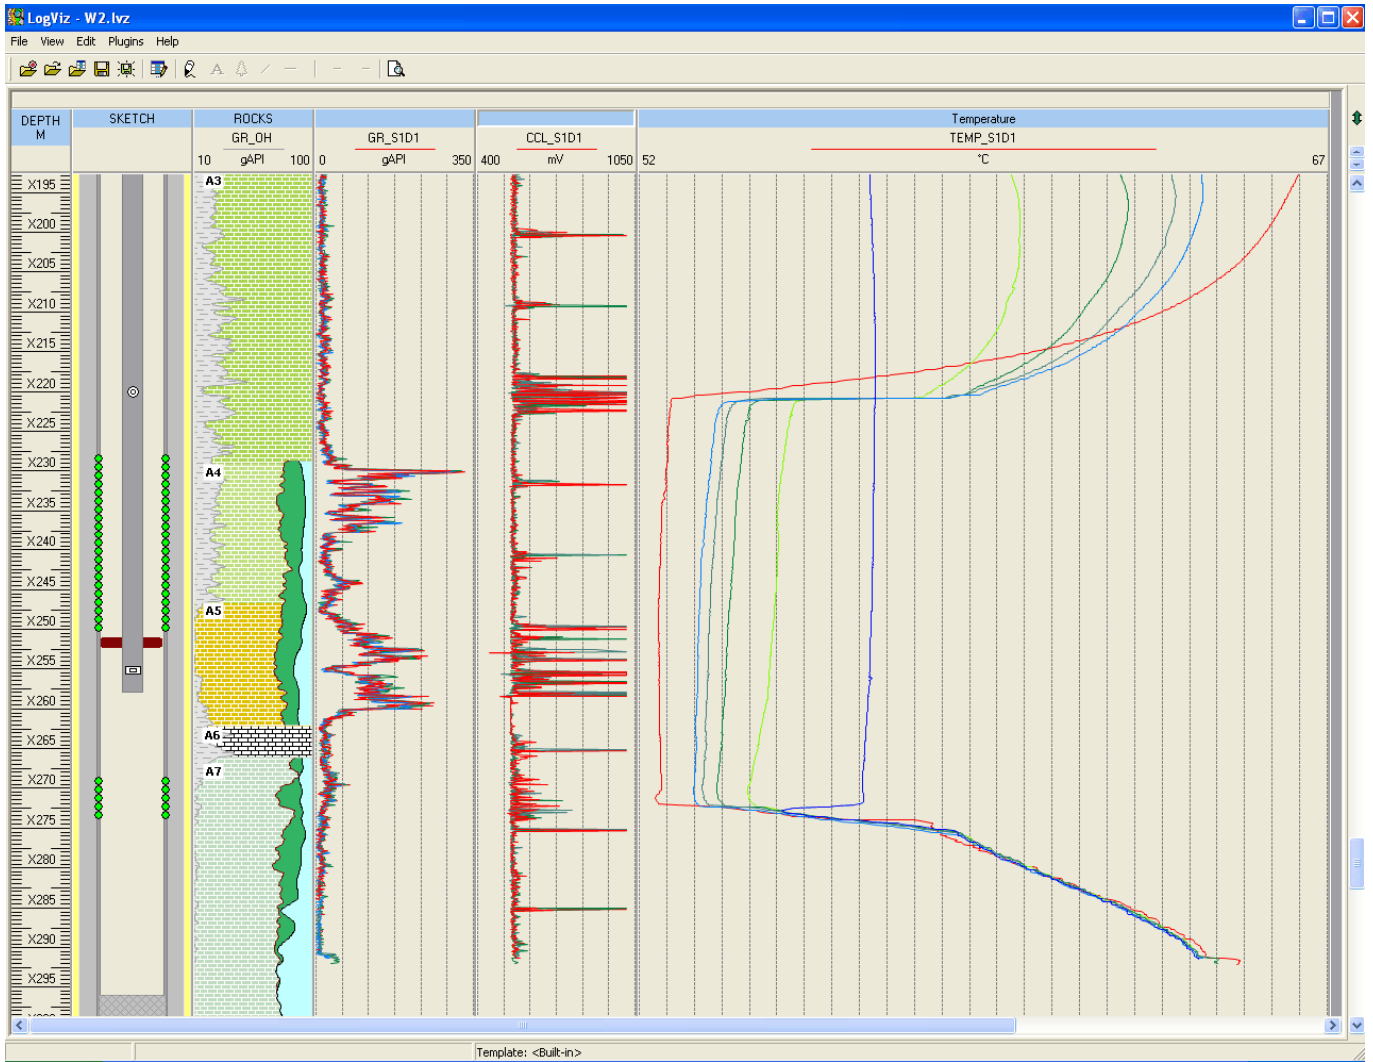 LogViz - W2.lvz
File View Edit Plugins Help
DEPTH SKETCH ROCKS Temperature
M GR_OH GR_S1D1 CCL_S1D1 TEMP_S1D1
10 gAPI 100 0 gAPI 350 400 mV 1050 52 °C 67
A3
X195
X200
X205
X210
X215
X220
X225
X230
A4
X235
X240
X245
A5
X250
X255
X260
A6
X265
A7
X270
X275
X280
X285
X290
X295
Template: <Built-in>